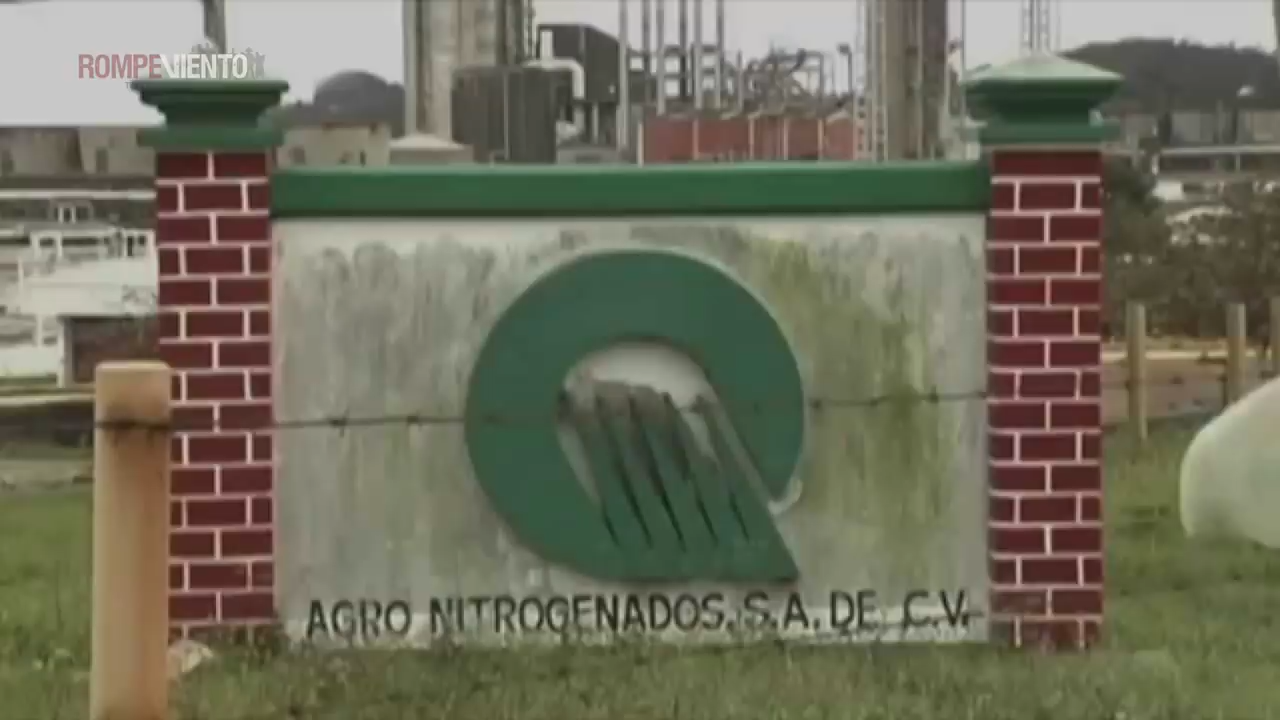 ROMPEVIENTO
AGRO NITROGENADOS, S.A. DE C.V.